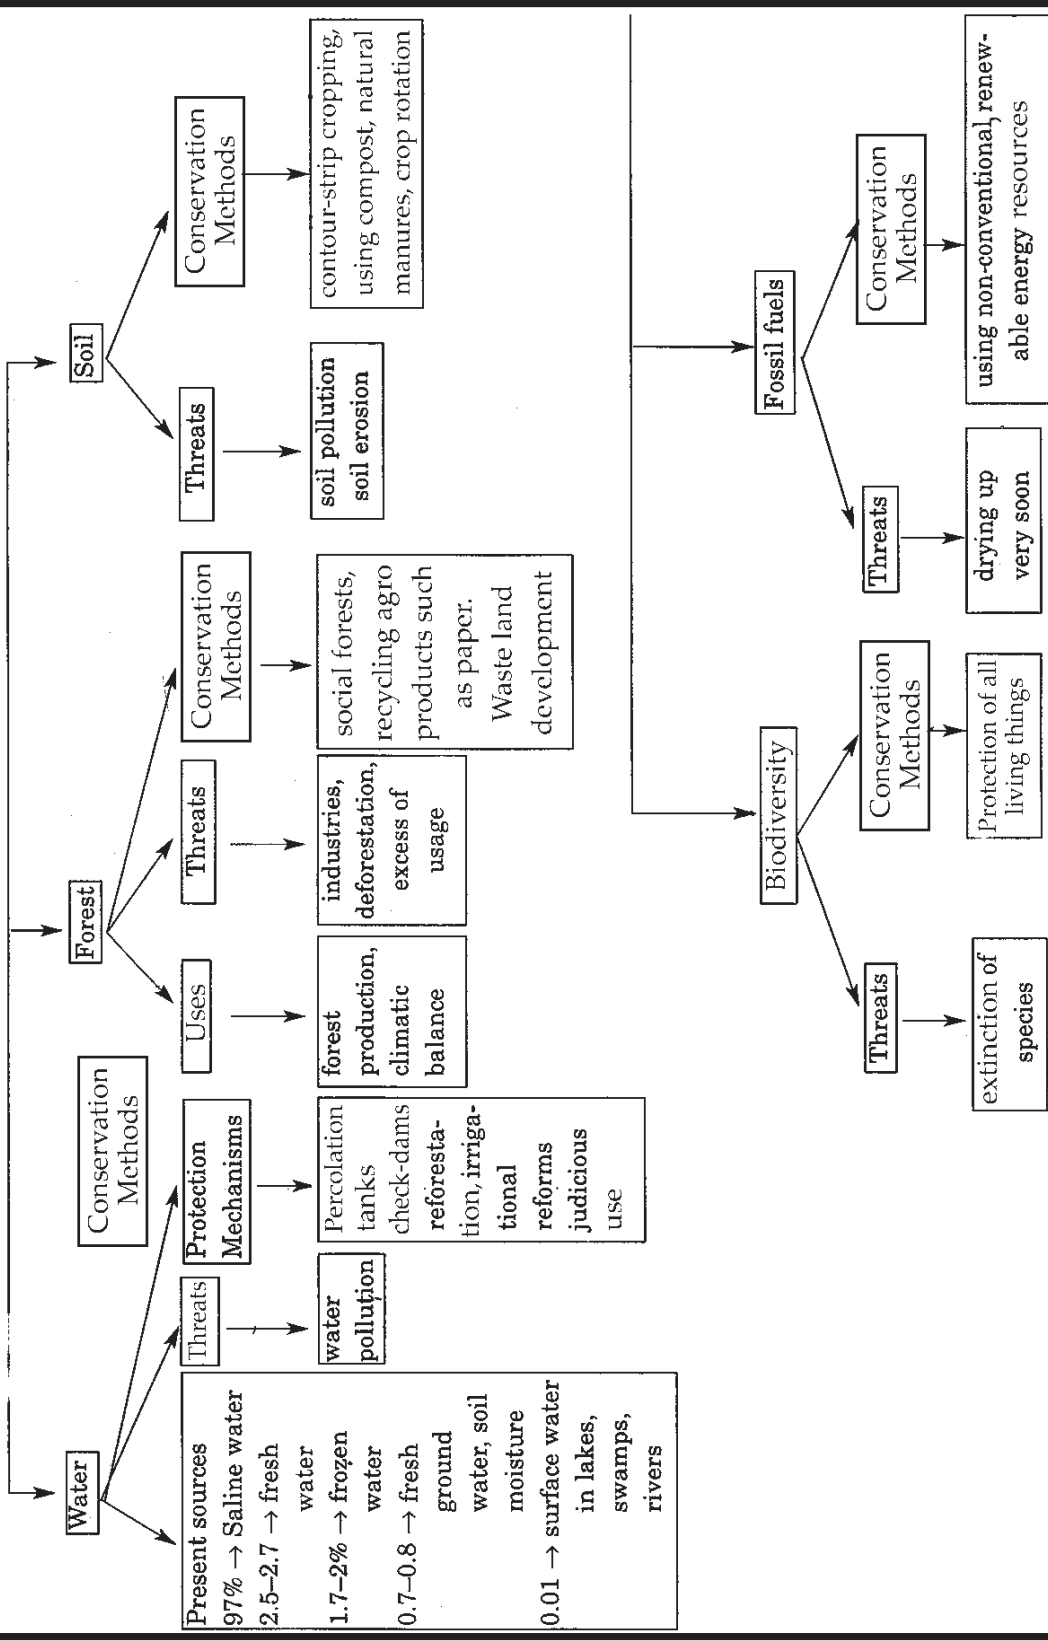 Water
Forest
Soil
Conservation
Methods
Present sources
97% → Saline water
2.5–2.7 → fresh
water
1.7–2% → frozen
water
0.7–0.8 → fresh
ground
water, soil
moisture
0.01 → surface water
in lakes,
swamps,
rivers
Threats
water
pollution
Protection
Mechanisms
Percolation
tanks
check-dams
reforesta-
tion, irriga-
tional
reforms
judicious
use
Uses
forest
production,
climatic
balance
Threats
industries,
deforestation,
excess of
usage
Conservation
Methods
social forests,
recycling agro
products such
as paper.
Waste land
development
Threats
soil pollution
soil erosion
Conservation
Methods
contour-strip cropping,
using compost, natural
manures, crop rotation
Biodiversity
Fossil fuels
Threats
extinction of
species
Conservation
Methods
Protection of all
living things
Threats
drying up
very soon
Conservation
Methods
using non-conventional, renew-
able energy resources